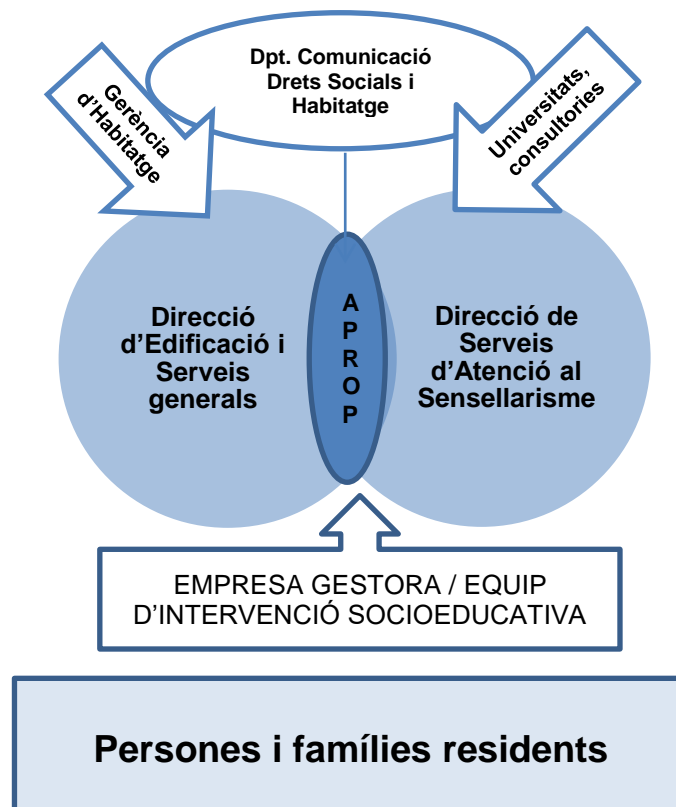 Dpt. Comunicació
Drets Socials i
Habitatge
Gerència
d'Habitatge
Universitats,
consultories
Direcció
d'Edificació i
Serveis
generals
A
P
R
O
P
Direcció de
Serveis
d'Atenció al
Sensellarisme
EMPRESA GESTORA / EQUIP
D'INTERVENCIÓ SOCIOEDUCATIVA
Persones i famílies residents